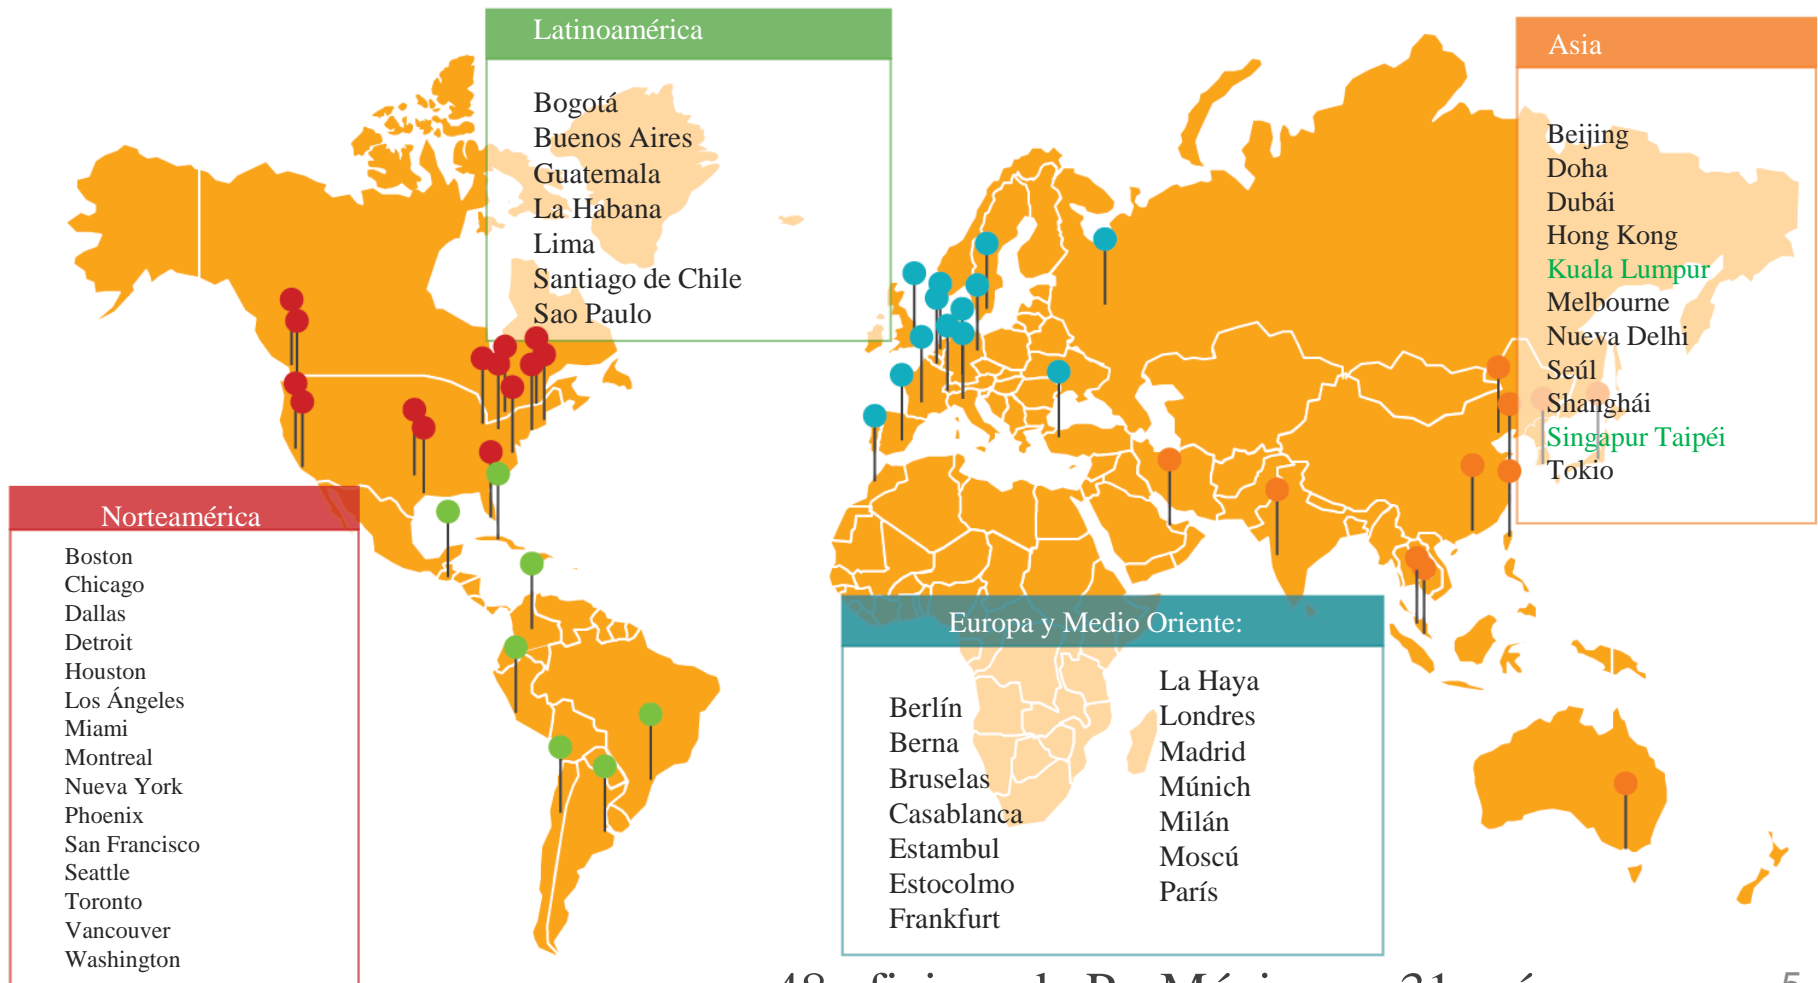 Latinoamérica
Bogotá
Buenos Aires
Guatemala
La Habana
Lima
Santiago de Chile
Sao Paulo
Asia
Beijing
Doha
Dubái
Hong Kong
Kuala Lumpur
Melbourne
Nueva Delhi
Seúl
Shanghái
Singapur Taipéi
Tokio
Norteamérica
Boston
Chicago
Dallas
Detroit
Houston
Los Ángeles
Miami
Montreal
Nueva York
Phoenix
San Francisco
Seattle
Toronto
Vancouver
Washington
Europa y Medio Oriente:
Berlín
Berna
Bruselas
Casablanca
Estambul
Estocolmo
Frankfurt
La Haya
Londres
Madrid
Múnich
Milán
Moscú
París
48 31
5